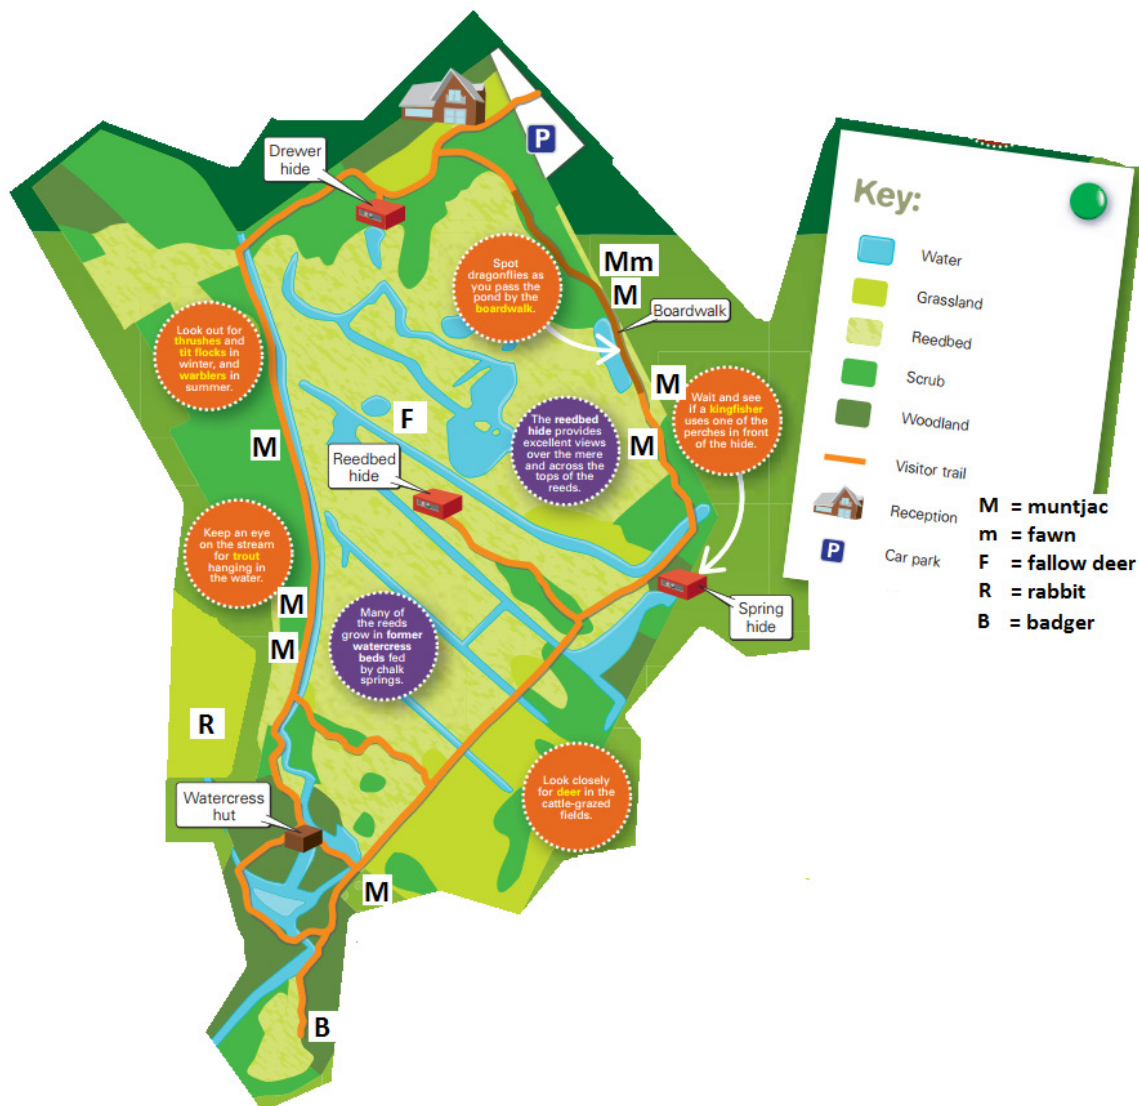 P
Drewer
hide
Key:
Water
Grassland
Reedbed
Scrub
Woodland
Visitor trail
Reception
P
Car park
M = muntjac
m = fawn
F = fallow deer
R = rabbit
B = badger
Spot
dragonflies as
you pass the
pond by the
boardwalk.
Mm
M
Boardwalk
Look out for
thrushes and
tit flocks in
winter, and
warblers in
summer.
M
Wait and see
if a kingfisher
uses one of the
perches in front
of the hide.
F
The reedbed
hide provides
excellent views
over the mere
and across the
tops of the
reeds.
M
M
Reedbed
hide
Keep an eye
on the stream
for trout
hanging in
the water.
M
M
Many of
the reeds
grow in former
watercress
beds fed
by chalk
springs.
Spring
hide
R
Look closely
for deer in the
cattle-grazed
fields.
Watercress
hut
M
B